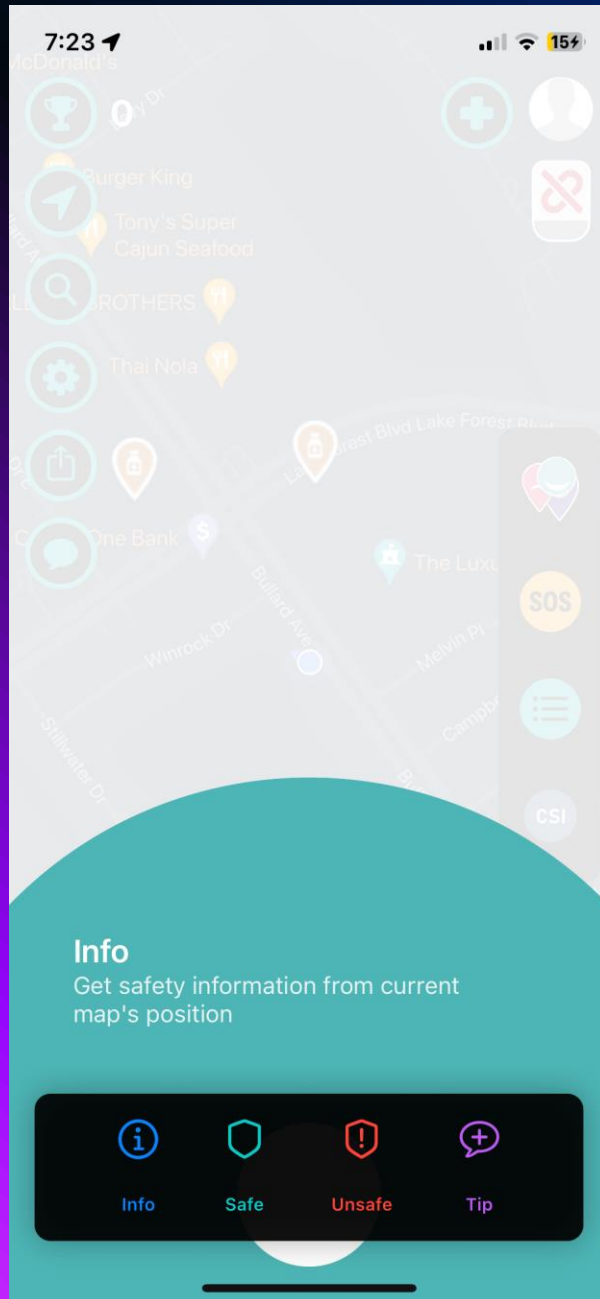 7:23
15
McDonald's
0
Burger King
Tony's Super
Cajun Seafood
BROTHERS
Thai Nola
Lake Forest Blvd
One Bank
$
The Luxu
SOS
Bullard Ave
Winrock Dr
Melvin Pl
Campbe
Stillwater Dr
CSI
Info
Get safety information from current
map's position
Info
Safe
Unsafe
Tip